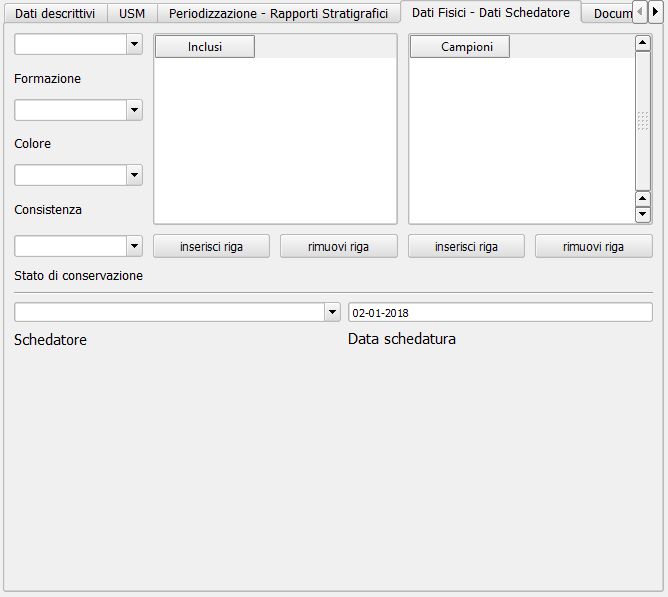 Dati descrittivi
USM
Periodizzazione - Rapporti Stratigrafici
Dati Fisici - Dati Schedatore
Docum
Inclusi
Campioni
Formazione
Colore
Consistenza
inserisci riga
rimuovi riga
inserisci riga
rimuovi riga
Stato di conservazione
02-01-2018
Schedatore
Data schedatura